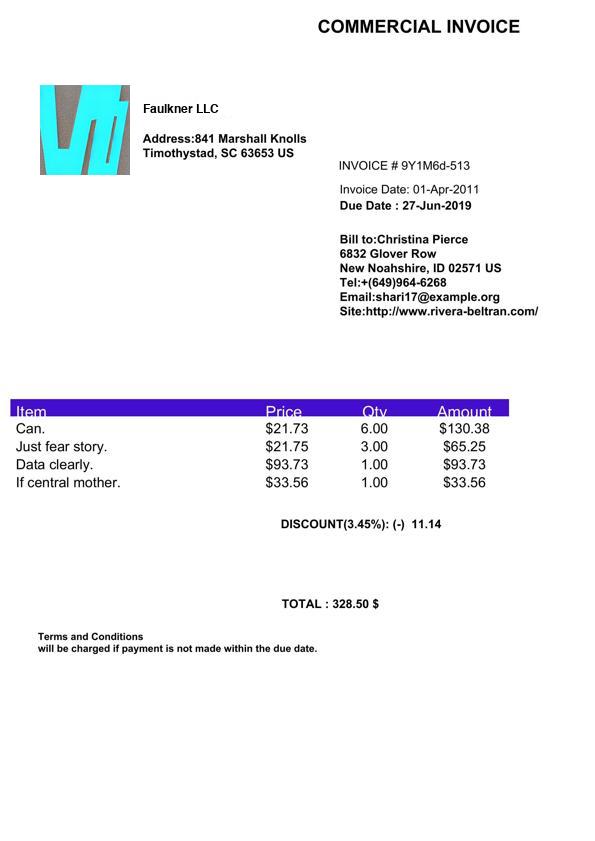 COMMERCIAL INVOICE
Faulkner LLC
Address:841 Marshall Knolls
Timothystad, SC 63653 US
INVOICE # 9Y1M6d-513
Invoice Date: 01-Apr-2011
Due Date : 27-Jun-2019
Bill to:Christina Pierce
6832 Glover Row
New Noahshire, ID 02571 US
Tel:+(649)964-6268
Email:shari17@example.org
Site:http://www.rivera-beltran.com/
Item Price Qty Amount
Can. $21.73 6.00 $130.38
Just fear story. $21.75 3.00 $65.25
Data clearly. $93.73 1.00 $93.73
If central mother. $33.56 1.00 $33.56
DISCOUNT(3.45%): (-) 11.14
TOTAL : 328.50 $
Terms and Conditions
will be charged if payment is not made within the due date.